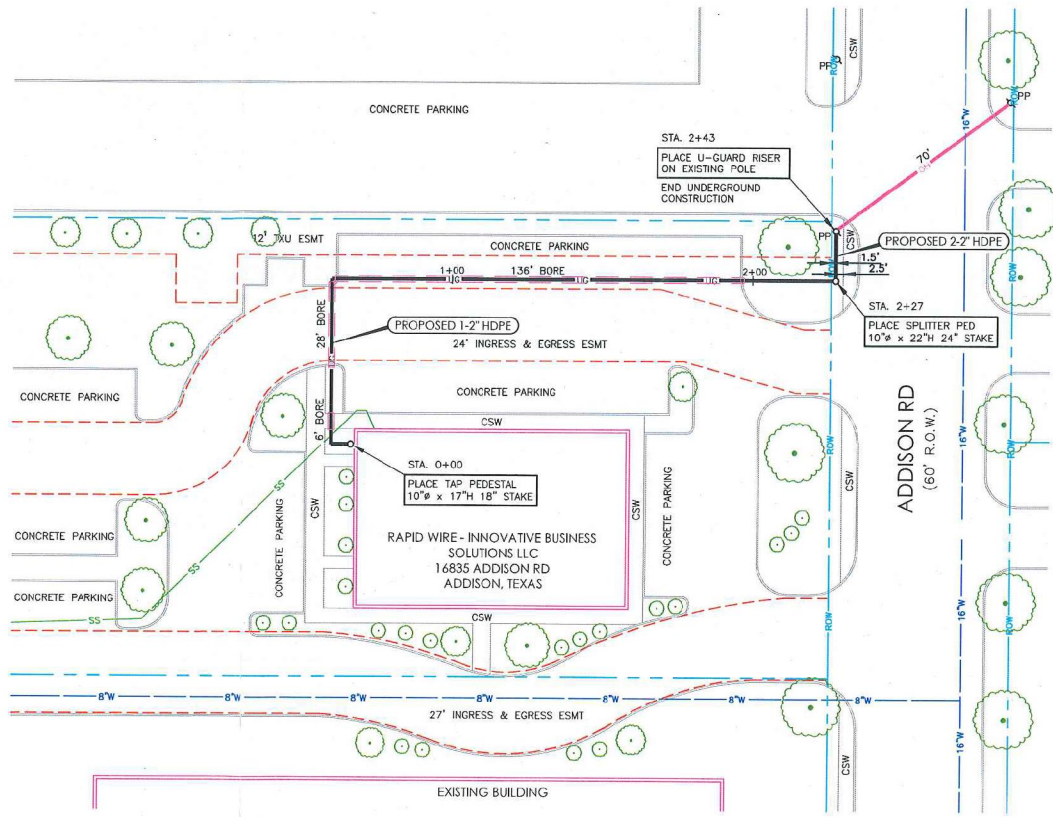 PP
CSW
ROW
CONCRETE PARKING
16"W
PP
ROW
STA. 2+43
PLACE U-GUARD RISER
ON EXISTING POLE
END UNDERGROUND
CONSTRUCTION
70'
OH
12' TXU ESMT
CONCRETE PARKING
PP
CSW
PROPOSED 2-2" HDPE
ROW
1.5'
2.5'
1+00
136' BORE
2+00
UG
UG
UG
ROW
STA. 2+27
PLACE SPLITTER PED
10"ø x 22"H 24" STAKE
28' BORE
PROPOSED 1-2" HDPE
24' INGRESS & EGRESS ESMT
CONCRETE PARKING
CONCRETE PARKING
6' BORE
CSW
STA. 0+00
PLACE TAP PEDESTAL
10"ø x 17"H 18" STAKE
ADDISON RD
(60' R.O.W.)
16"W
ROW
ROW
CSW
SS
CSW
CSW
CONCRETE PARKING
CONCRETE PARKING
CONCRETE PARKING
RAPID WIRE - INNOVATIVE BUSINESS
SOLUTIONS LLC
16835 ADDISON RD
ADDISON, TEXAS
CONCRETE PARKING
SS
CSW
ROW
16"W
ROW
8"W
8"W
8"W
8"W
8"W
8"W
8"W
27' INGRESS & EGRESS ESMT
16"W
CSW
EXISTING BUILDING